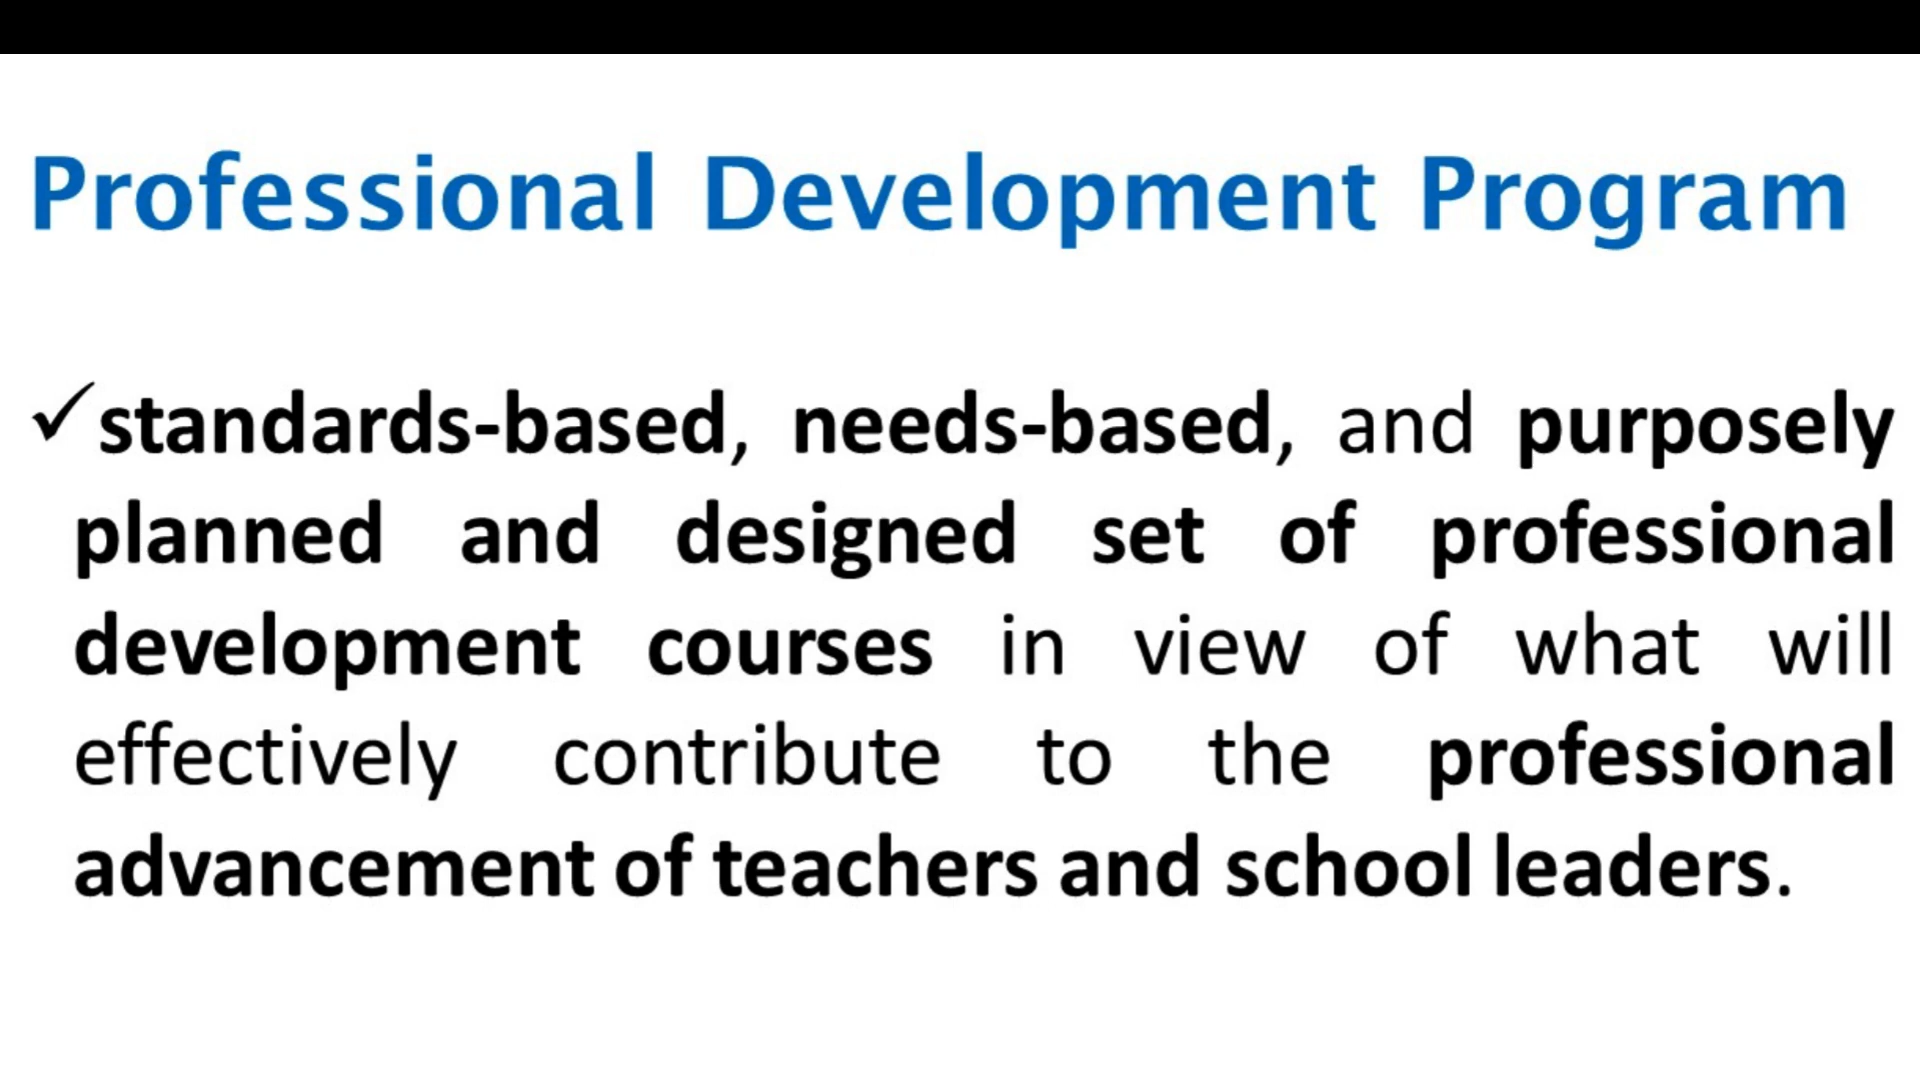 Professional Development Program
✓standards-based, needs-based, and purposely
planned and designed set of professional
development courses in view of what will
effectively contribute to the professional
advancement of teachers and school leaders.